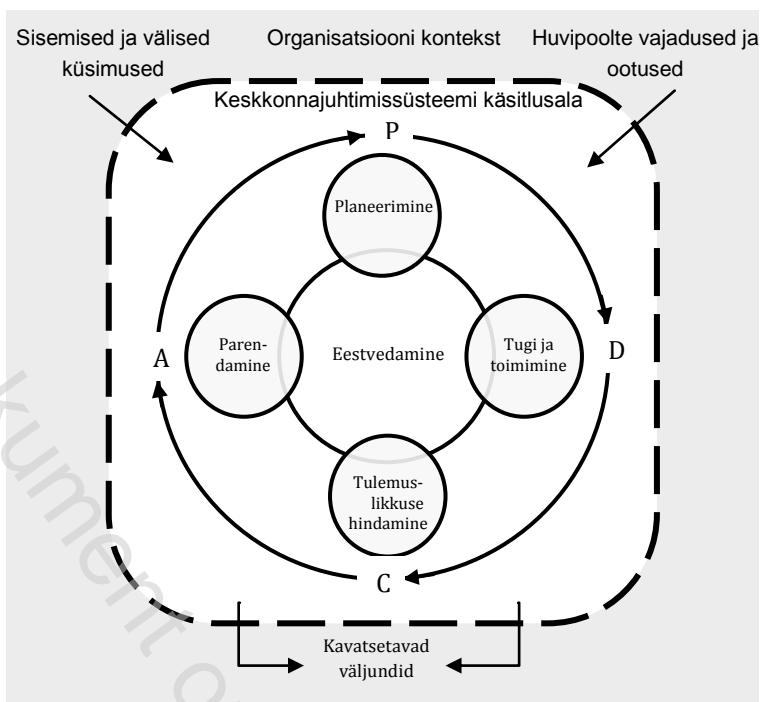 Sisemised ja välised
küsimused
Organisatsiooni kontekst
Huvipoolte vajadused ja
ootused
Keskkonnajuhtimissüsteemi käsitlusala
P
Planeerimine
A
Paren-
damine
Eestvedamine
Tugi ja
toimimine
D
Tulemus-
likkuse
hindamine
C
Kavatsetavad
väljundid